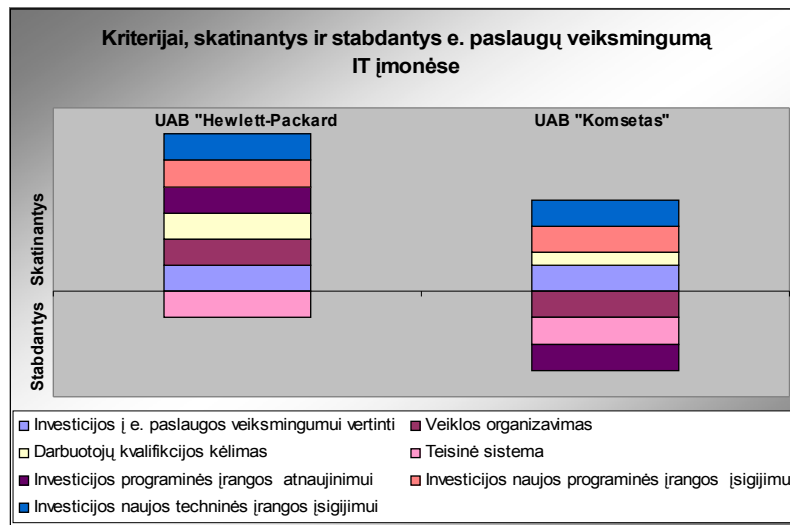 Kriterijai, skatinantys ir stabdantys e. paslaugų veiksmingumą
IT įmonėse
UAB "Hewlett-Packard
UAB "Komsetas"
Skatinantys
Stabdantys
Investicijos į e. paslaugos veiksmingumui vertinti
Veiklos organizavimas
Darbuotojų kvalifikcijos kėlimas
Teisinė sistema
Investicijos programinės įrangos atnaujinimui
Investicijos naujos programinės įrangos įsigijimu
Investicijos naujos techninės įrangos įsigijimui